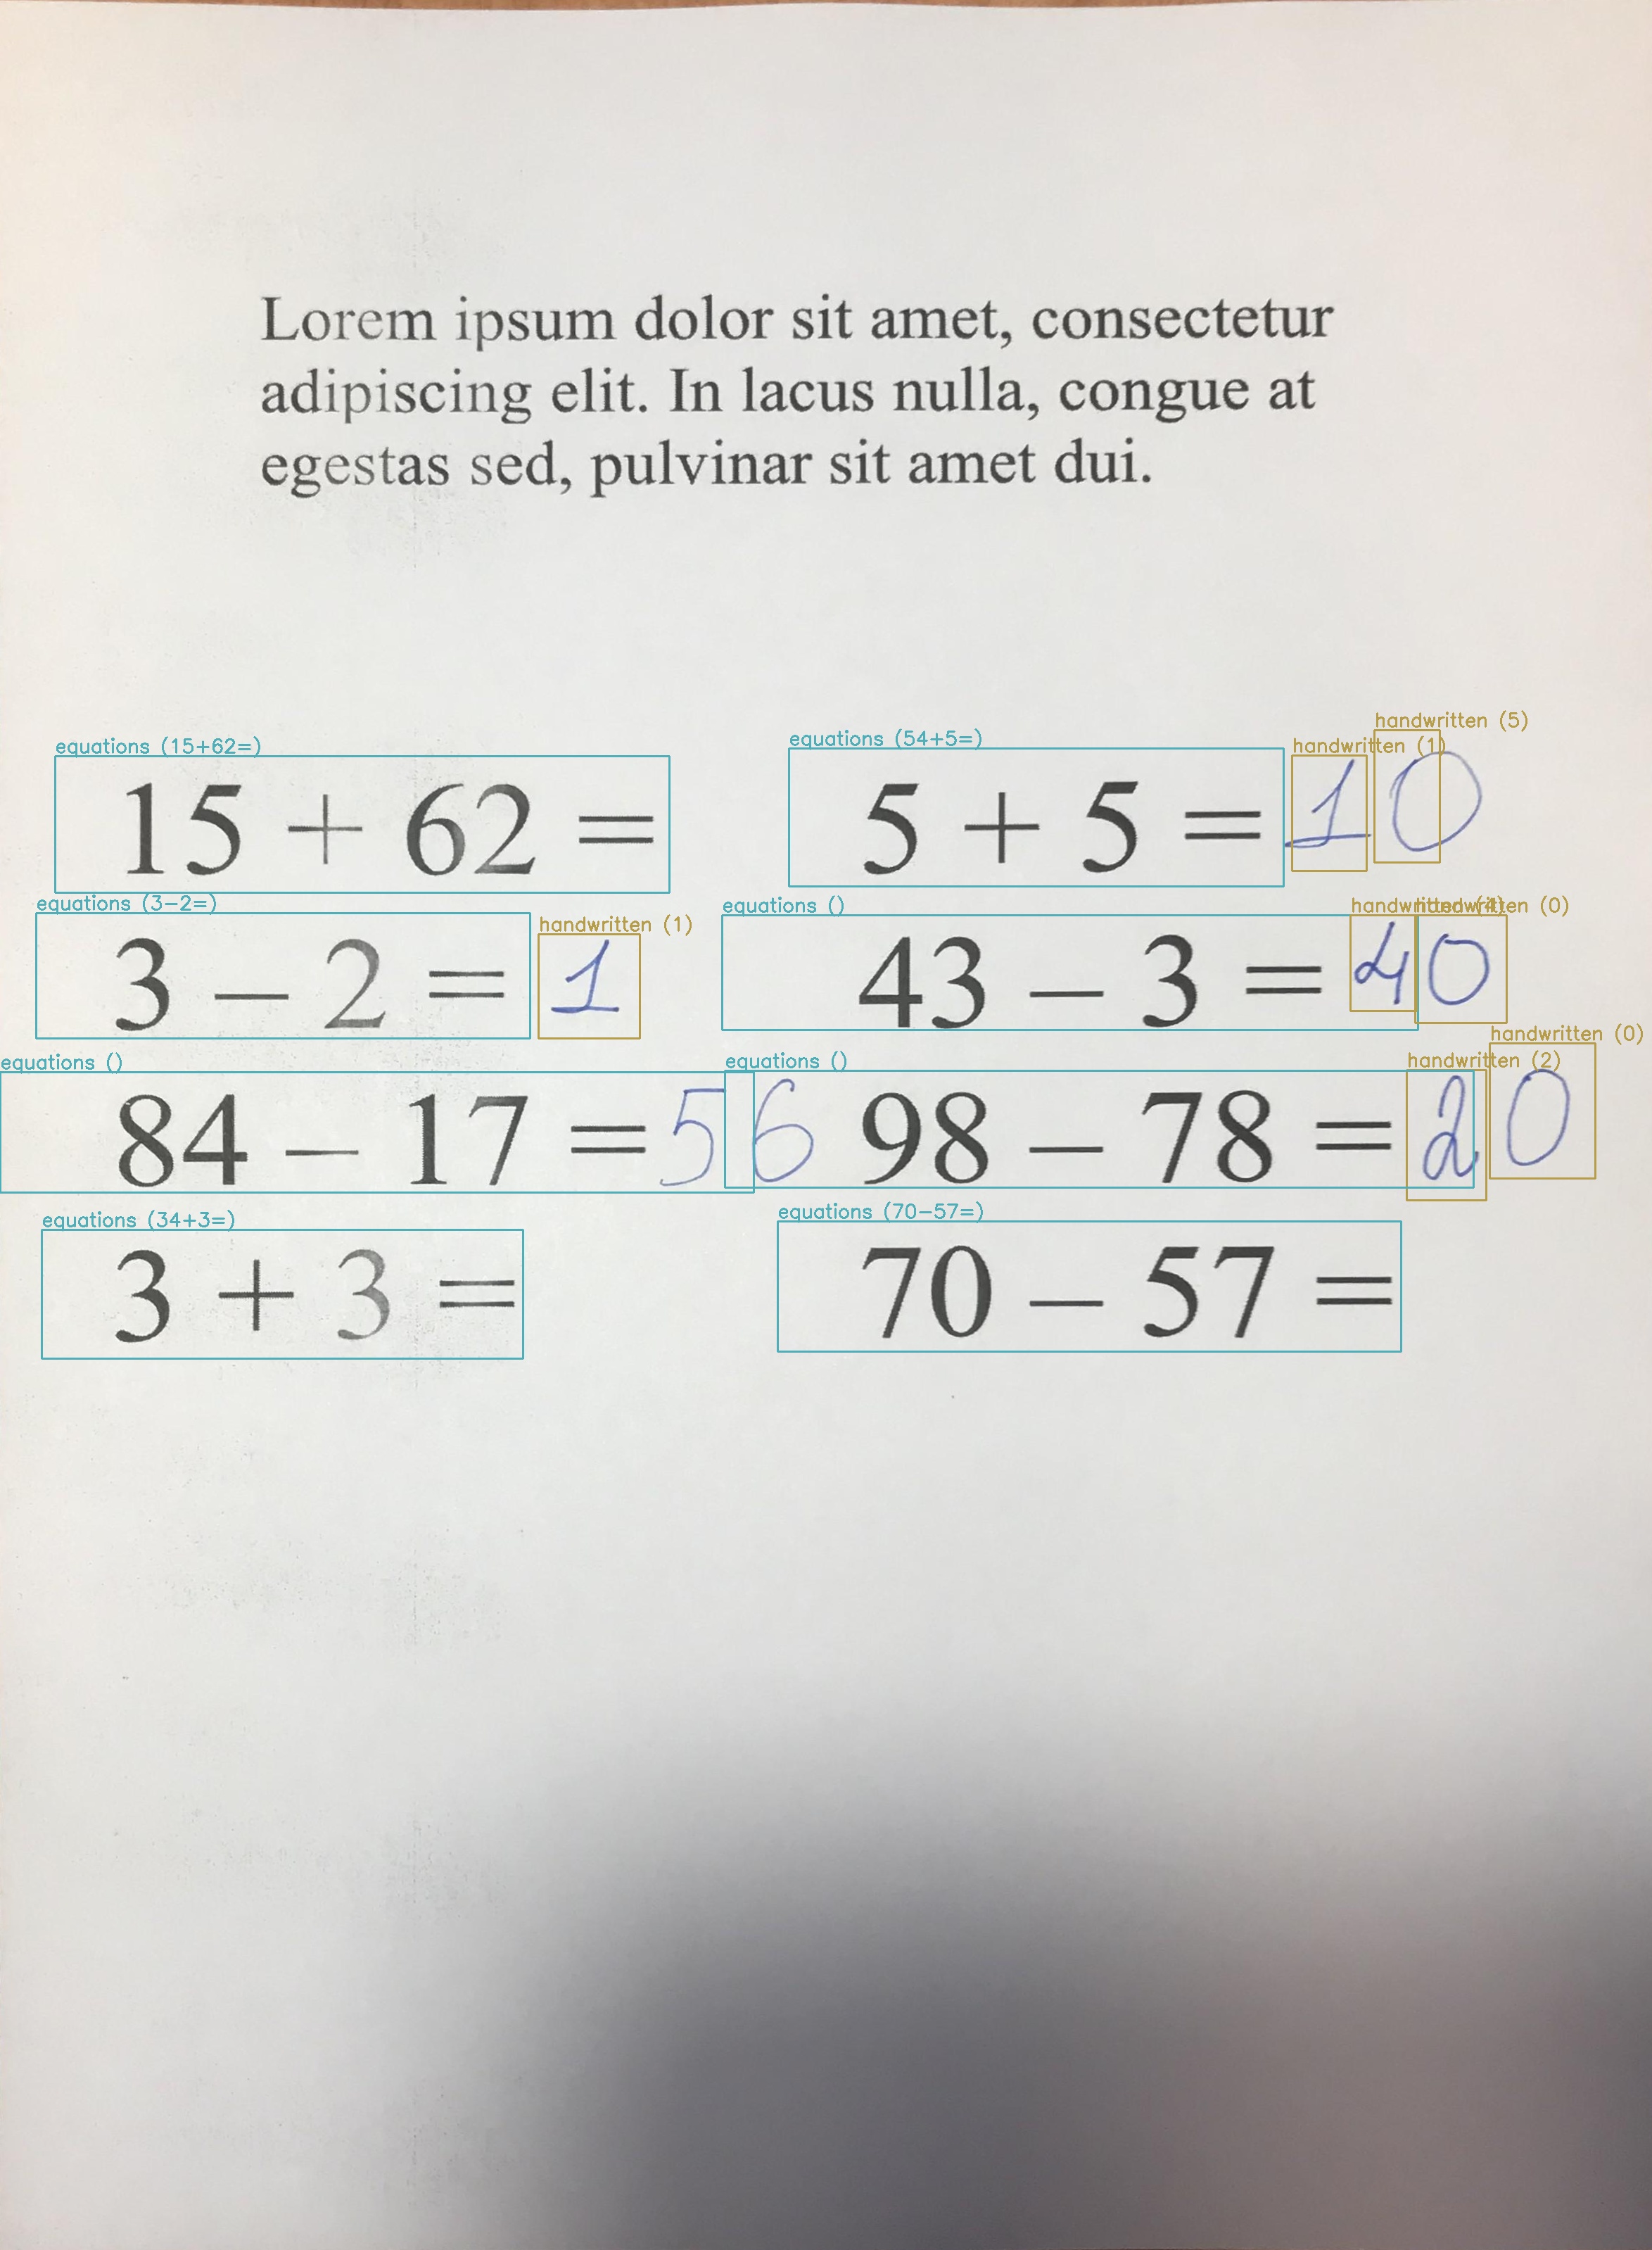 Lorem ipsum dolor sit amet, consectetur
adipiscing elit. In lacus nulla, congue at
egestas sed, pulvinar sit amet dui.
handwritten (5)
equations (15+62=) equations (54+5=) handwritten (1)
15 + 62 = 5 + 5 = 10
equations (3-2=) handwritten (1) equations () handwritten (4) handwritten (0)
3 – 2 = 1 43 – 3 = 40
handwritten (0)
equations () equations () handwritten (2)
84 – 17 = 56 98 – 78 = 20
equations (34+3=) equations (70-57=)
3 + 3 = 70 – 57 =